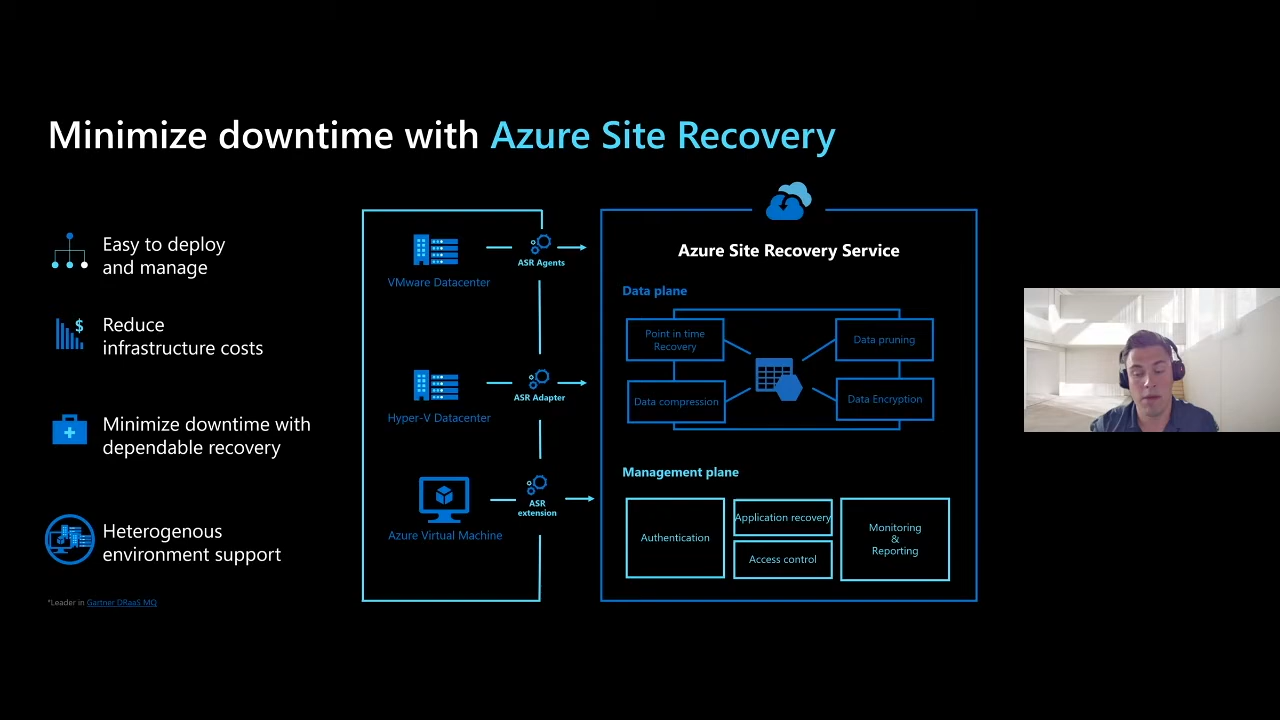 Minimize downtime with Azure Site Recovery
Easy to deploy
and manage
$
Reduce
infrastructure costs
Minimize downtime with
dependable recovery
Heterogenous
environment support
*Leader in Gartner DRaaS MQ
VMware Datacenter
ASR Agents
Hyper-V Datacenter
ASR Adapter
Azure Virtual Machine
ASR
extension
Azure Site Recovery Service
Data plane
Point in time
Recovery
Data pruning
Data compression
Data Encryption
Management plane
Authentication
Application recovery
Access control
Monitoring
&
Reporting